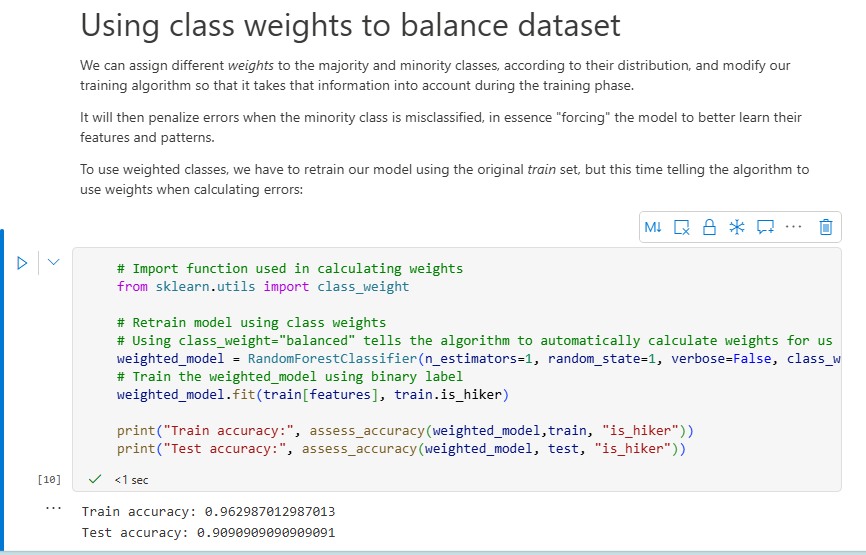 Using class weights to balance dataset
We can assign different weights to the majority and minority classes, according to their distribution, and modify our
training algorithm so that it takes that information into account during the training phase.
It will then penalize errors when the minority class is misclassified, in essence "forcing" the model to better learn their
features and patterns.
To use weighted classes, we have to retrain our model using the original train set, but this time telling the algorithm to
use weights when calculating errors:
M↓
# Import function used in calculating weights
from sklearn.utils import class_weight
# Retrain model using class weights
# Using class_weight="balanced" tells the algorithm to automatically calculate weights for us
weighted_model = RandomForestClassifier(n_estimators=1, random_state=1, verbose=False, class_w
# Train the weighted_model using binary label
weighted_model.fit(train[features], train.is_hiker)
print("Train accuracy:", assess_accuracy(weighted_model,train, "is_hiker"))
print("Test accuracy:", assess_accuracy(weighted_model, test, "is_hiker"))
[10] <1 sec
... Train accuracy: 0.962987012987013
Test accuracy: 0.9090909090909091